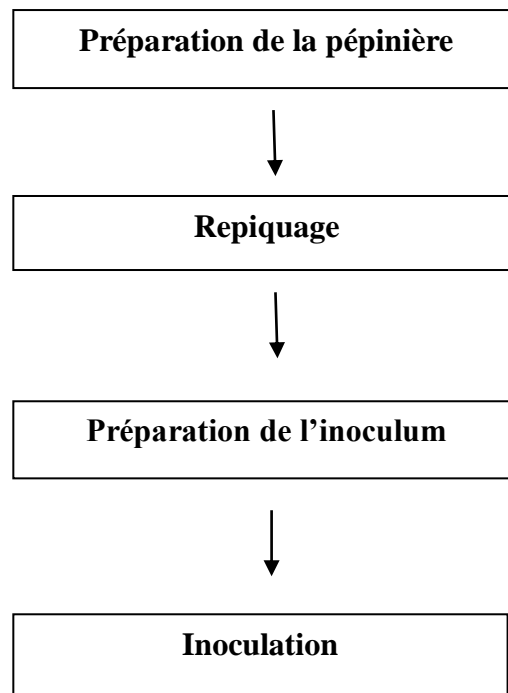 Préparation de la pépinière
Repiquage
Préparation de l’inoculum
Inoculation